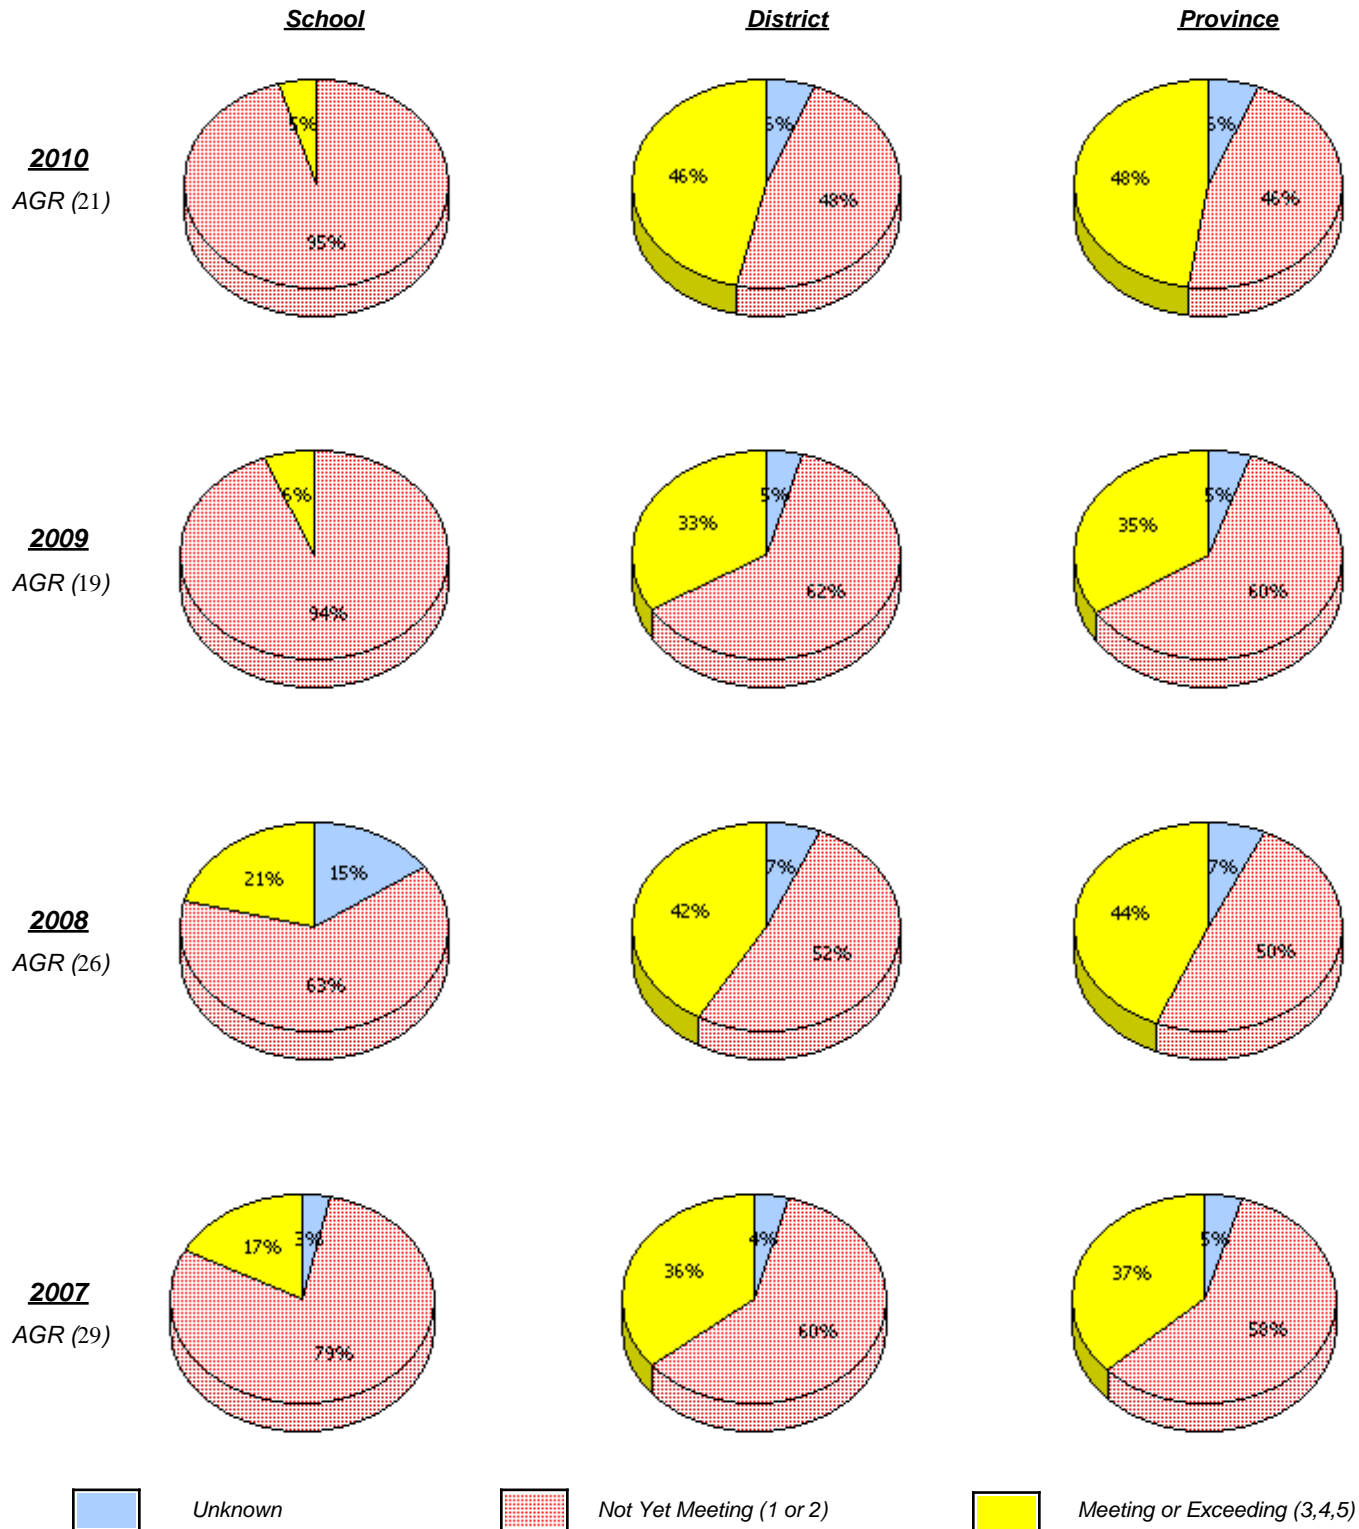 School District Province
5% 95%
46% 6% 48%
48% 6% 46%
2010
AGR (21)
6% 94%
33% 5% 62%
35% 5% 60%
2009
AGR (19)
21% 15% 63%
42% 7% 52%
44% 7% 50%
2008
AGR (26)
17% 3% 79%
36% 4% 60%
37% 5% 58%
2007
AGR (29)
Unknown Not Yet Meeting (1 or 2) Meeting or Exceeding (3,4,5)